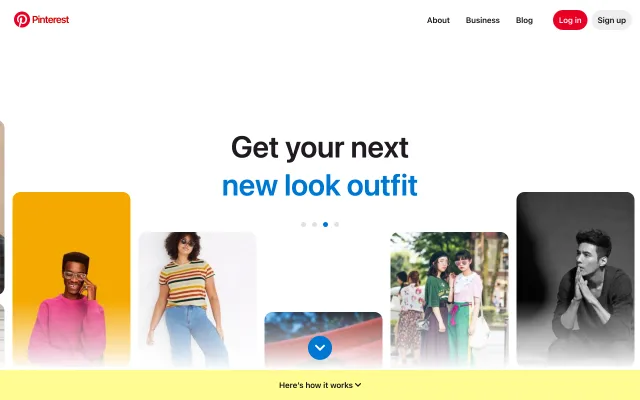 Pinterest
About
Business
Blog
Log in
Sign up
Get your next
new look outfit
Here's how it works